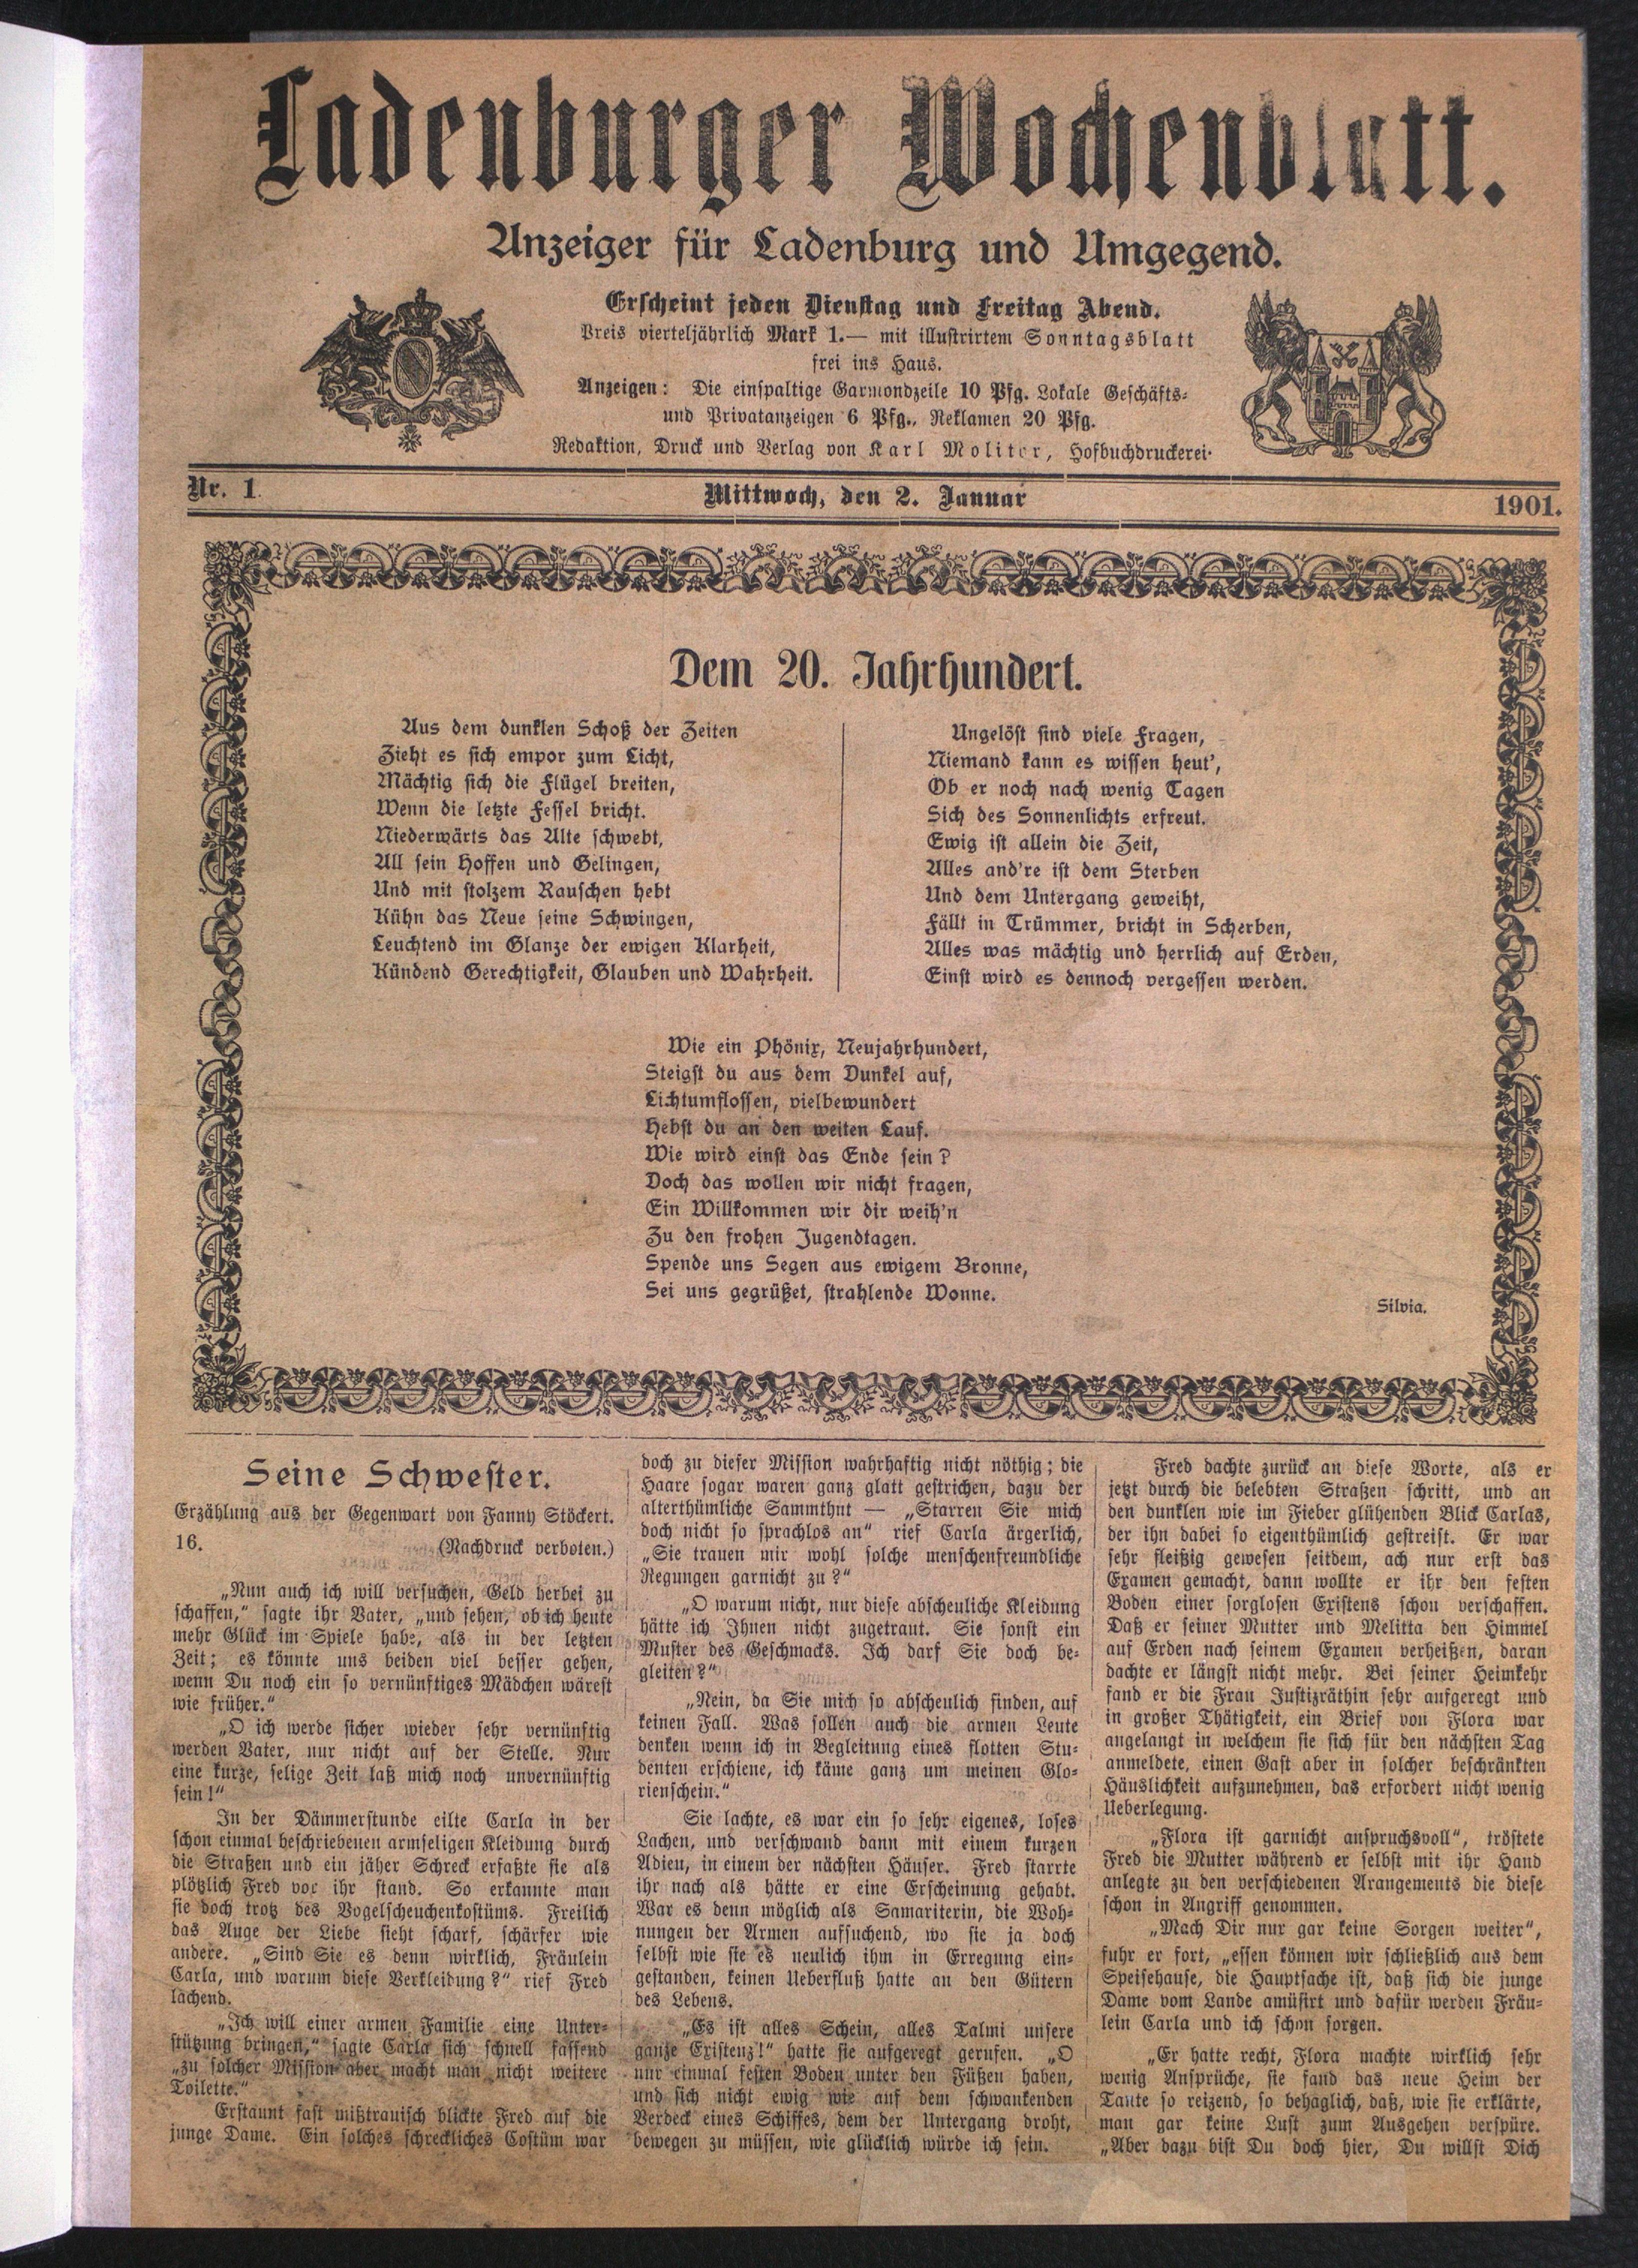 Ladenburger Wochenblatt.
Anzeiger für Ladenburg und Umgegend.
Erscheint jeden Dienstag und Freitag Abend.
Preis vierteljährlich Mark 1.— mit illustrirtem Sonntagsblatt
frei ins Haus.
Anzeigen: Die einspaltige Garmondzeile 10 Pfg. Lokale Geschäfts-
und Privatanzeigen 6 Pfg., Reklamen 20 Pfg.
Redaktion, Druck und Verlag von Karl Molitor, Hofbuchdruckerei.
Nr. 1.
Mittwoch, den 2. Januar
1901.
Dem 20. Jahrhundert.
Aus dem dunklen Schoß der Zeiten
Zieht es sich empor zum Licht,
Mächtig sich die Flügel breiten,
Wenn die letzte Fessel bricht.
Niederwärts das Alte schwebt,
All sein Hoffen und Gelingen,
Und mit stolzem Rauschen hebt
Kühn das Neue seine Schwingen,
Leuchtend im Glanze der ewigen Klarheit,
Kündend Gerechtigkeit, Glauben und Wahrheit.
Ungelöst sind viele Fragen,
Niemand kann es wissen heut',
Ob er noch nach wenig Tagen
Sich des Sonnenlichts erfreut.
Ewig ist allein die Zeit,
Alles and're ist dem Sterben
Und dem Untergang geweiht,
Fällt in Trümmer, bricht in Scherben,
Alles was mächtig und herrlich auf Erden,
Einst wird es dennoch vergessen werden.
Wie ein Phönix, Neujahrhundert,
Steigst du aus dem Dunkel auf,
Lichtumflossen, vielbewundert
Hebst du an den weiten Lauf.
Wie wird einst das Ende sein?
Doch das wollen wir nicht fragen,
Ein Willkommen wir dir weih'n
Zu den frohen Jugendtagen.
Spende uns Segen aus ewigem Bronne,
Sei uns gegrüßet, strahlende Wonne.
Silvia.
Seine Schwester.
Erzählung aus der Gegenwart von Fanny Stöckert.
16. (Nachdruck verboten.)
„Nun auch ich will versuchen, Geld herbei zu
schaffen,“ sagte ihr Vater, „und sehen, ob ich heute
mehr Glück im Spiele habe, als in der letzten
Zeit; es könnte uns beiden viel besser gehen,
wenn Du noch ein so vernünftiges Mädchen wärest
wie früher.“
„O ich werde sicher wieder sehr vernünftig
werden Vater, nur nicht auf der Stelle. Nur
eine kurze, selige Zeit laß mich noch unvernünftig
sein!“
In der Dämmerstunde eilte Carla in der
schon einmal beschriebenen armseligen Kleidung durch
die Straßen und ein jäher Schreck erfaßte sie als
plötzlich Fred vor ihr stand. So erkannte man
sie doch trotz des Vogelscheuchenkostüms. Freilich
das Auge der Liebe sieht scharf, schärfer wie
andere. „Sind Sie es denn wirklich, Fräulein
Carla, und warum diese Verkleidung?“ rief Fred
lachend.
„Ich will einer armen Familie eine Unter-
stützung bringen,“ sagte Carla sich schnell fassend
„zu solcher Mission aber macht man nicht weitere
Toilette.“
Erstaunt fast mißtrauisch blickte Fred auf die
junge Dame. Ein solches schreckliches Costüm war
doch zu dieser Mission wahrhaftig nicht nöthig; die
Haare sogar waren ganz glatt gestrichen, dazu der
alterthümliche Sammthut — „Starren Sie mich
doch nicht so sprachlos an“ rief Carla ärgerlich,
„Sie trauen mir wohl solche menschenfreundliche
Regungen garnicht zu?“
„O warum nicht, nur diese abscheuliche Kleidung
hätte ich Ihnen nicht zugetraut. Sie sonst ein
Muster des Geschmacks. Ich darf Sie doch be-
gleiten?“
„Nein, da Sie mich so abscheulich finden, auf
keinen Fall. Was sollen auch die armen Leute
denken wenn ich in Begleitung eines flotten Stu-
denten erschiene, ich käme ganz um meinen Glo-
rienschein.“
Sie lachte, es war ein so sehr eigenes, loses
Lachen, und verschwand dann mit einem kurzen
Adieu, in einem der nächsten Häuser. Fred starrte
ihr nach als hätte er eine Erscheinung gehabt.
War es denn möglich als Samariterin, die Woh-
nungen der Armen aufsuchend, wo sie ja doch
selbst wie sie es neulich ihm in Erregung ein-
gestanden, keinen Ueberfluß hatte an den Gütern
des Lebens.
„Es ist alles Schein, alles Talmi unsere
ganze Existenz!“ hatte sie aufgeregt gerufen. „O
nur einmal festen Boden unter den Füßen haben,
und sich nicht ewig wie auf dem schwankenden
Verdeck eines Schiffes, dem der Untergang droht,
bewegen zu müssen, wie glücklich würde ich sein.
Fred dachte zurück an diese Worte, als er
jetzt durch die belebten Straßen schritt, und an
den dunklen wie im Fieber glühenden Blick Carlas,
der ihn dabei so eigenthümlich gestreift. Er war
sehr fleißig gewesen seitdem, ach nur erst das
Examen gemacht, dann wollte er ihr den festen
Boden einer sorglosen Existens schon verschaffen.
Daß er seiner Mutter und Melitta den Himmel
auf Erden nach seinem Examen verheißen, daran
dachte er längst nicht mehr. Bei seiner Heimkehr
fand er die Frau Justizräthin sehr aufgeregt und
in großer Thätigkeit, ein Brief von Flora war
angelangt in welchem sie sich für den nächsten Tag
anmeldete, einen Gast aber in solcher beschränkten
Häuslichkeit aufzunehmen, das erfordert nicht wenig
Ueberlegung.
„Flora ist garnicht anspruchsvoll“, tröstete
Fred die Mutter während er selbst mit ihr Hand
anlegte zu den verschiedenen Arangements die diese
schon in Angriff genommen.
„Mach Dir nur gar keine Sorgen weiter“,
fuhr er fort, „essen können wir schließlich aus dem
Speisehause, die Hauptsache ist, daß sich die junge
Dame vom Lande amüsirt und dafür werden Fräu-
lein Carla und ich schon sorgen.
„Er hatte recht, Flora machte wirklich sehr
wenig Ansprüche, sie fand das neue Heim der
Tante so reizend, so behaglich, daß, wie sie erklärte,
man gar keine Lust zum Ausgehen verspüre.
„Aber dazu bist Du doch hier, Du willst Dich